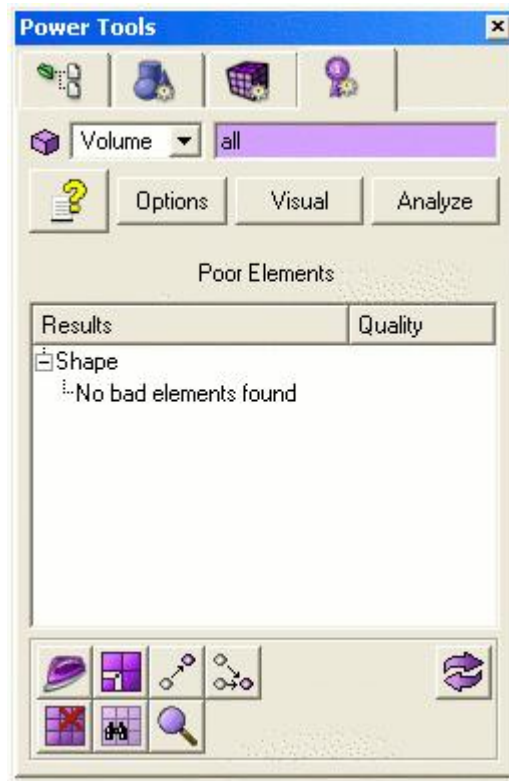 Power Tools
Volume all
Options Visual Analyze
Poor Elements
Results Quality
Shape
No bad elements found